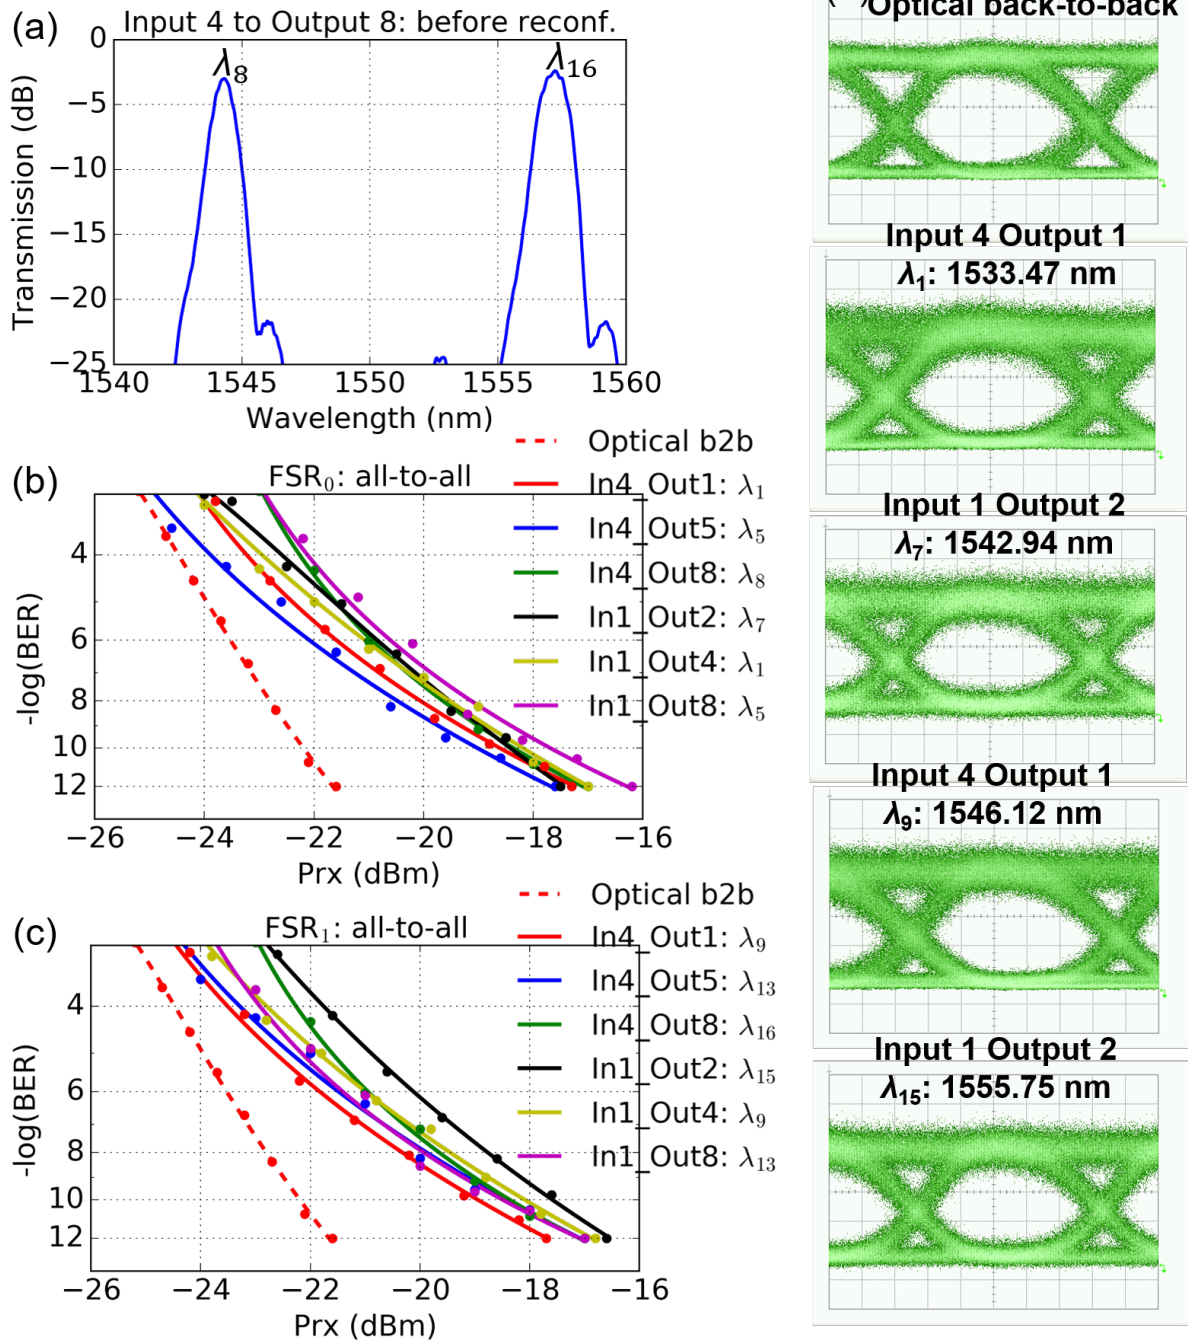 (a)
Input 4 to Output 8: before reconf.
λ8
λ16
0
−5
−10
−15
−20
−25
Transmission (dB)
1540
1545
1550
1555
1560
Wavelength (nm)
(b)
FSR0: all-to-all
Optical b2b
In4_Out1: λ1
In4_Out5: λ5
In4_Out8: λ8
In1_Out2: λ7
In1_Out4: λ1
In1_Out8: λ5
4
6
8
10
12
-log(BER)
−26
−24
−22
−20
−18
−16
Prx (dBm)
(c)
FSR1: all-to-all
Optical b2b
In4_Out1: λ9
In4_Out5: λ13
In4_Out8: λ16
In1_Out2: λ15
In1_Out4: λ9
In1_Out8: λ13
4
6
8
10
12
-log(BER)
−26
−24
−22
−20
−18
−16
Prx (dBm)
Optical back-to-back
Input 4 Output 1
λ1: 1533.47 nm
Input 1 Output 2
λ7: 1542.94 nm
Input 4 Output 1
λ9: 1546.12 nm
Input 1 Output 2
λ15: 1555.75 nm